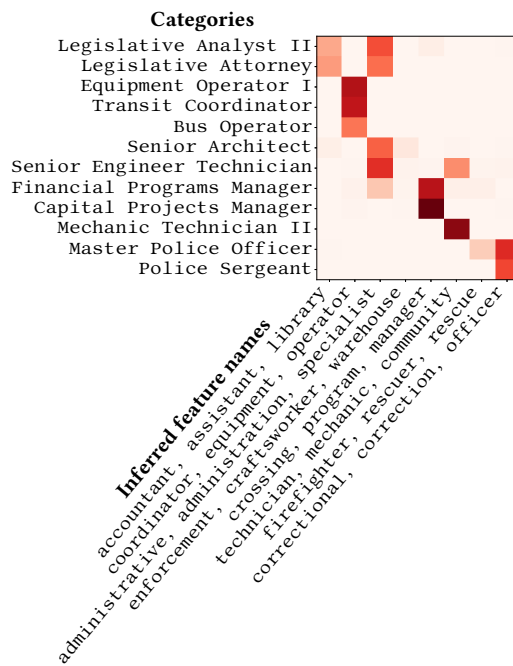 Categories
Legislative Analyst II
Legislative Attorney
Equipment Operator I
Transit Coordinator
Bus Operator
Senior Architect
Senior Engineer Technician
Financial Programs Manager
Capital Projects Manager
Mechanic Technician II
Master Police Officer
Police Sergeant
Inferred feature names
accountant, assistant, library
coordinator, equipment, operator
administrative, administration, specialist
enforcement, craftsworker, warehouse
crossing, program, manager
technician, mechanic, community
firefighter, rescuer, rescue
correctional, correction, officer